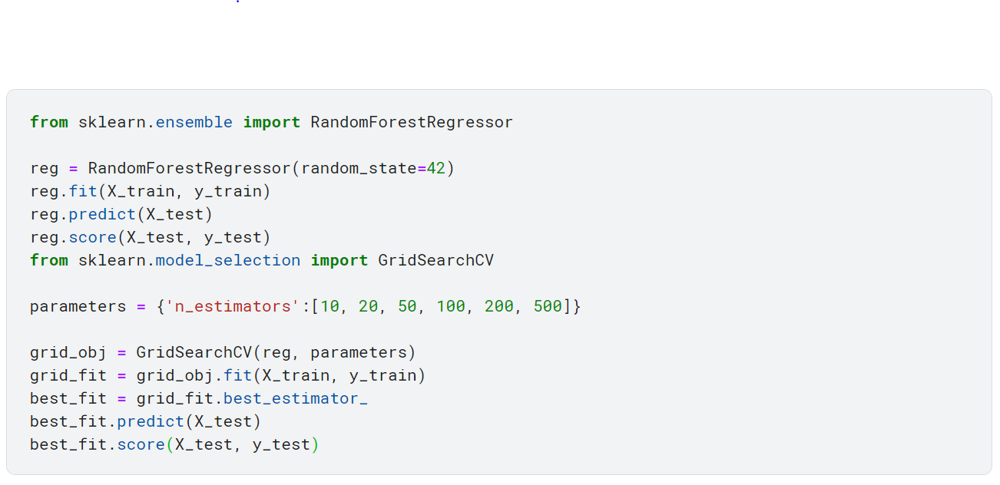 from sklearn.ensemble import RandomForestRegressor
reg = RandomForestRegressor(random_state=42)
reg.fit(X_train, y_train)
reg.predict(X_test)
reg.score(X_test, y_test)
from sklearn.model_selection import GridSearchCV
parameters = {'n_estimators':[10, 20, 50, 100, 200, 500]}
grid_obj = GridSearchCV(reg, parameters)
grid_fit = grid_obj.fit(X_train, y_train)
best_fit = grid_fit.best_estimator_
best_fit.predict(X_test)
best_fit.score(X_test, y_test)